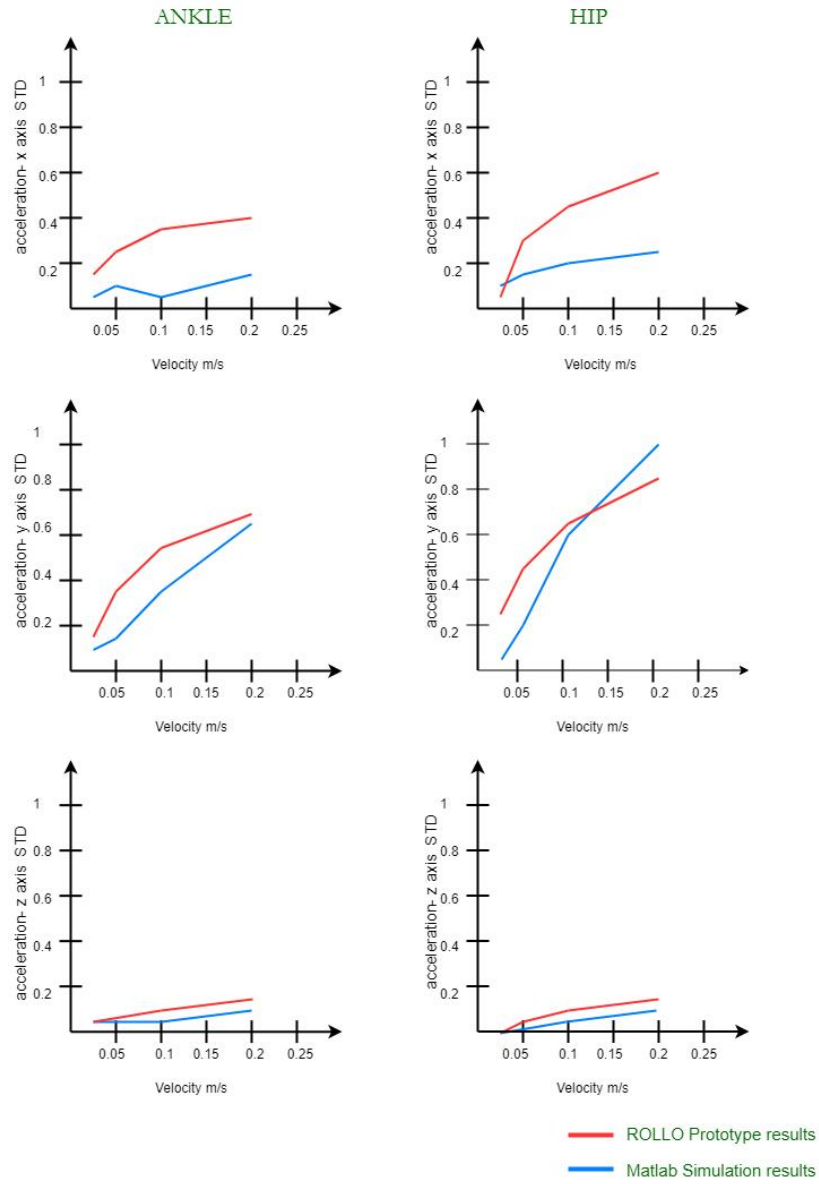 ANKLE
HIP
acceleration- x axis STD
1
0.8
0.6
0.4
0.2
0.05 0.1 0.15 0.2 0.25
Velocity m/s
acceleration- x axis STD
1
0.8
0.6
0.4
0.2
0.05 0.1 0.15 0.2 0.25
Velocity m/s
acceleration- y axis STD
1
0.8
0.6
0.4
0.2
0.05 0.1 0.15 0.2 0.25
Velocity m/s
acceleration- y axis STD
1
0.8
0.6
0.4
0.2
0.05 0.1 0.15 0.2 0.25
Velocity m/s
acceleration- z axis STD
1
0.8
0.6
0.4
0.2
0.05 0.1 0.15 0.2 0.25
Velocity m/s
acceleration- z axis STD
1
0.8
0.6
0.4
0.2
0.05 0.1 0.15 0.2 0.25
Velocity m/s
ROLLO Prototype results
Matlab Simulation results